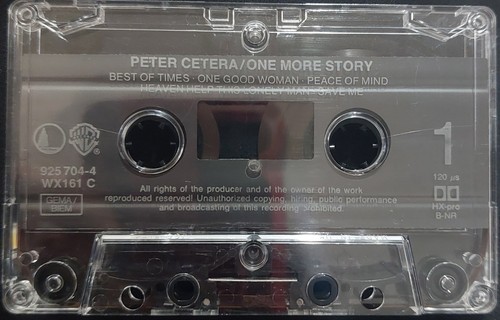 PETER CETERA/ONE MORE STORY
BEST OF TIMES · ONE GOOD WOMAN · PEACE OF MIND
HEAVEN HELP THIS LONELY MAN · SAVE ME
1
925 704-4
WX161 C
GEMA/
BIEM
120 µs
HX-pro
B-NR
All rights of the producer and of the owner of the work
reproduced reserved! Unauthorized copying, hiring, public performance
and broadcasting of this recording prohibited.